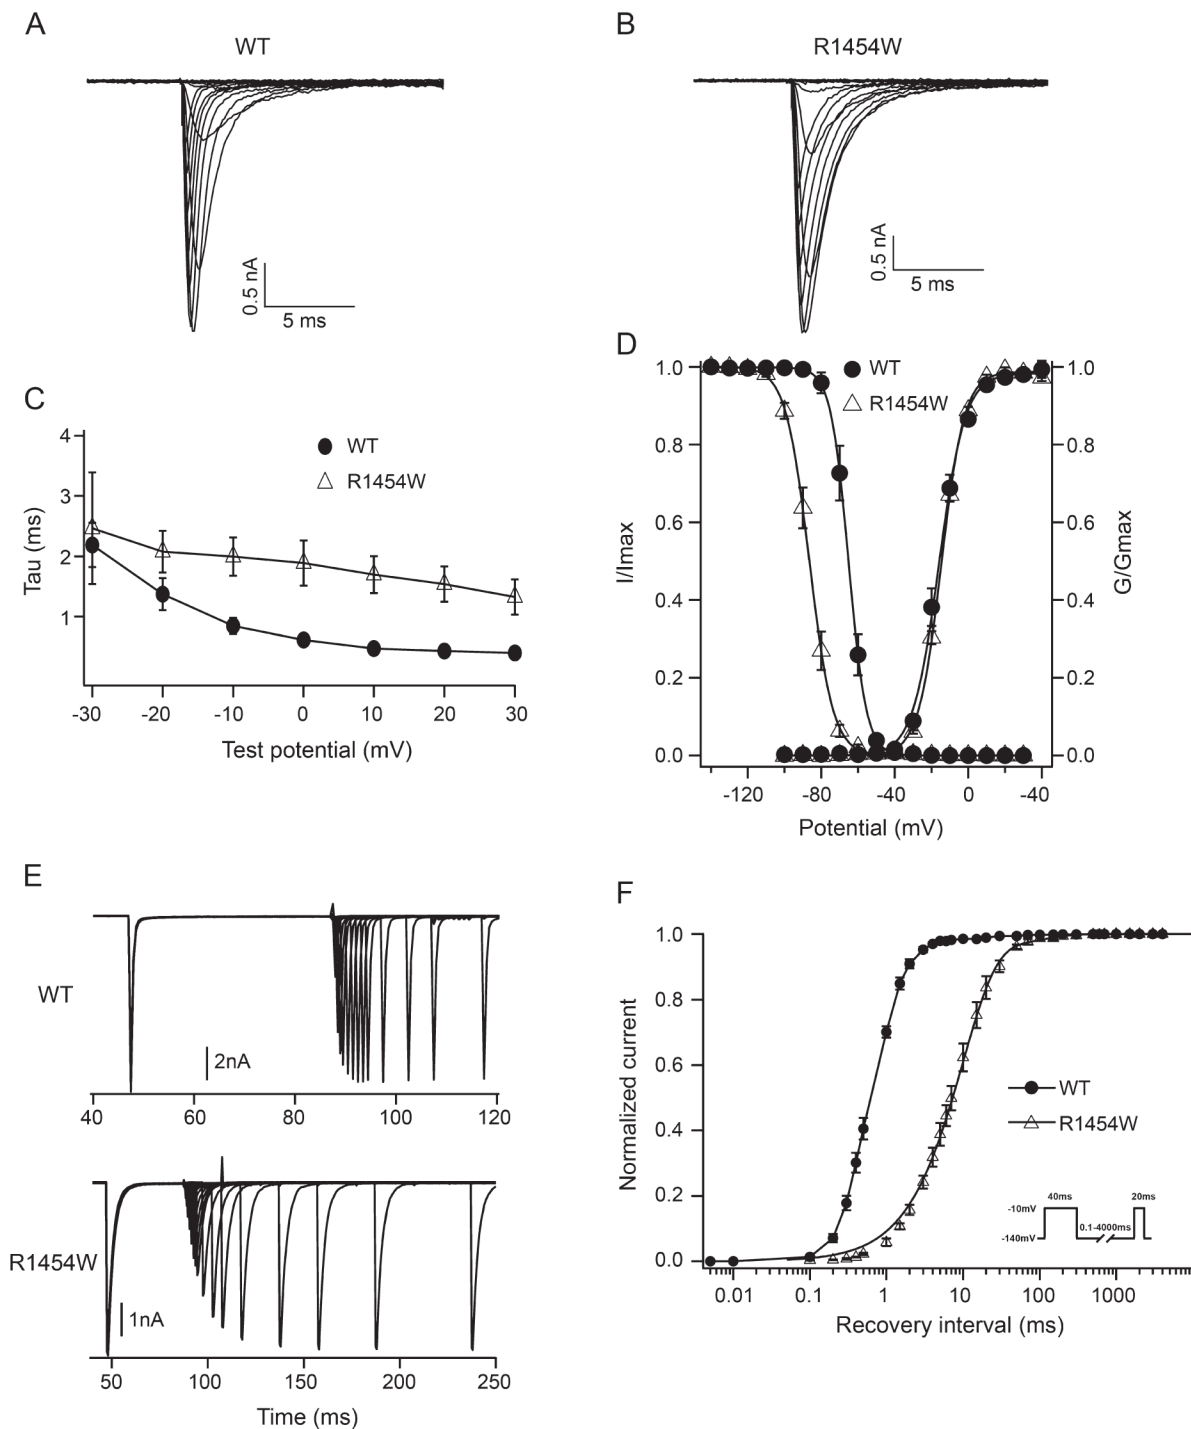 A
WT
0.5 nA
5 ms
B
R1454W
0.5 nA
5 ms
C
WT
R1454W
4
3
2
1
Tau (ms)
-30 -20 -10 0 10 20 30
Test potential (mV)
D
WT
R1454W
1.0
0.8
0.6
0.4
0.2
0.0
I/Imax
1.0
0.8
0.6
0.4
0.2
0.0
G/Gmax
-120 -80 -40 0 -40
Potential (mV)
E
WT
2nA
40 60 80 100 120
R1454W
1nA
50 100 150 200 250
Time (ms)
F
1.0
0.8
0.6
0.4
0.2
0.0
Normalized current
WT
R1454W
40ms 20ms
-10mV
0.1-4000ms
-140mV
0.01 0.1 1 10 100 1000
Recovery interval (ms)